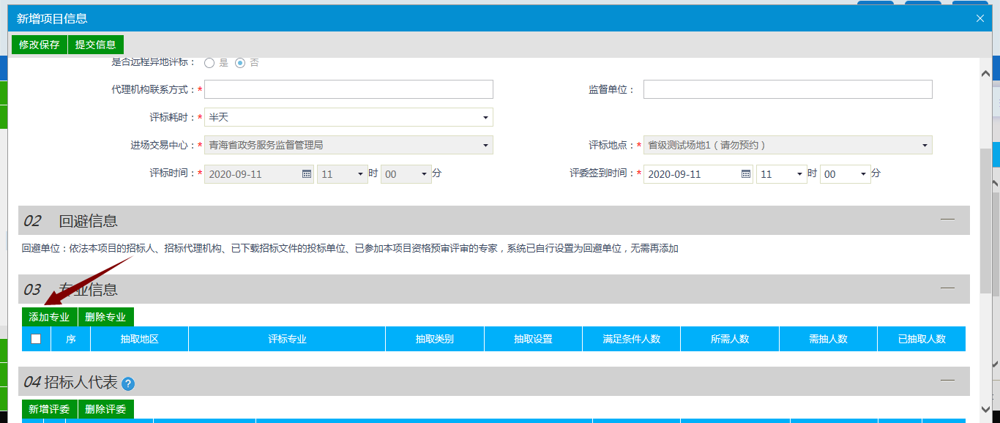 新增项目信息
修改保存 提交信息
是否远程异地评标： 是 否
代理机构联系方式：* 监督单位：
评标耗时：* 半天
进场交易中心：* 青海省政务服务监督管理局 评标地点：* 省级测试场地1（请勿预约）
评标时间：* 2020-09-11 11 时 00 分 评委签到时间：* 2020-09-11 11 时 00 分
02 回避信息
回避单位：依法本项目的招标人、招标代理机构、已下载招标文件的投标单位、已参加本项目资格预审评审的专家，系统已自行设置为回避单位，无需再添加
03 专业信息
添加专业 删除专业
序 抽取地区 评标专业 抽取类别 抽取设置 满足条件人数 所需人数 需抽人数 已抽取人数
04 招标人代表 ?
新增评委 删除评委